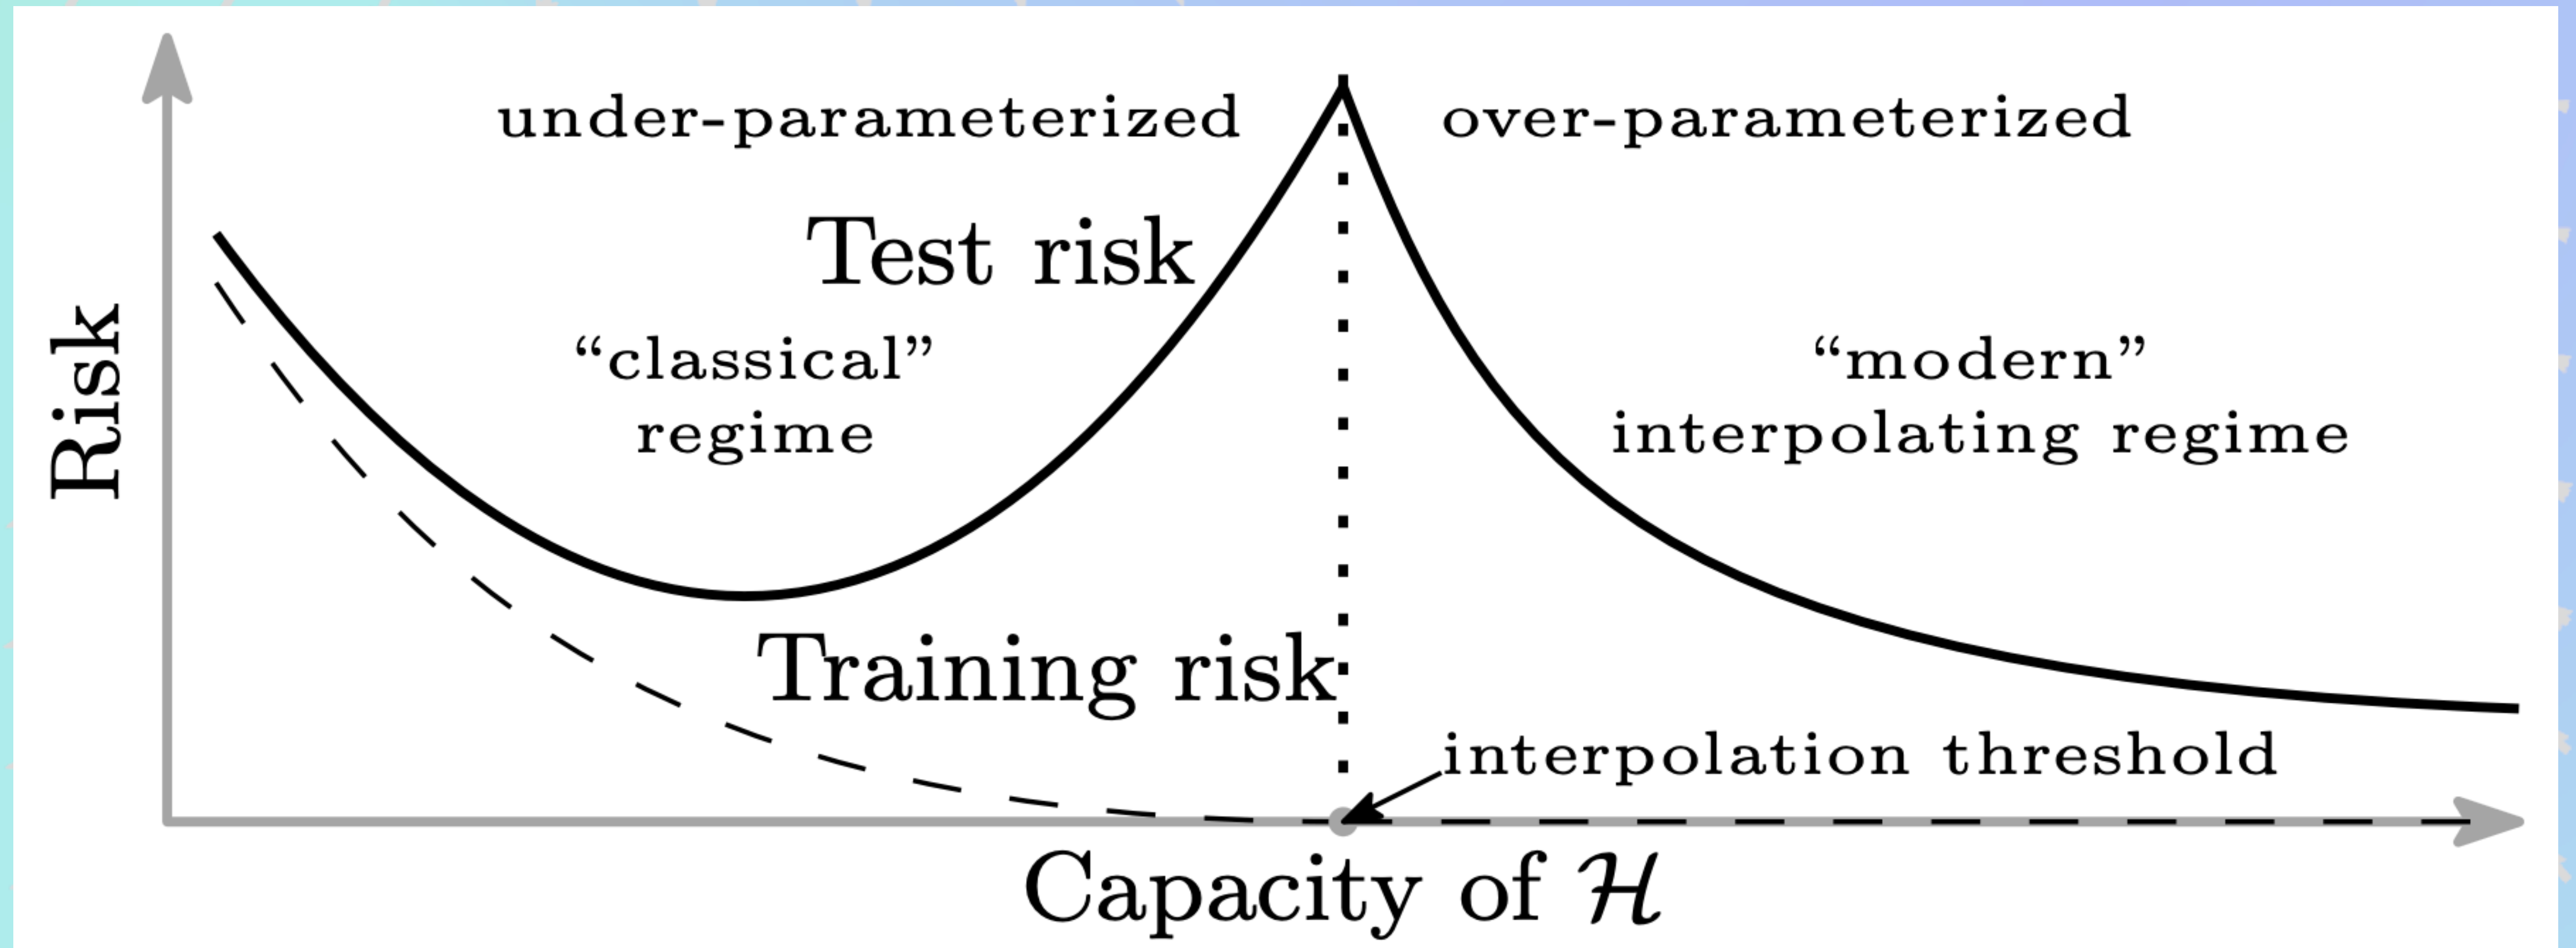 under-parameterized
over-parameterized
Test risk
“classical”
regime
“modern”
interpolating regime
Risk
Training risk
interpolation threshold
Capacity of ℋ